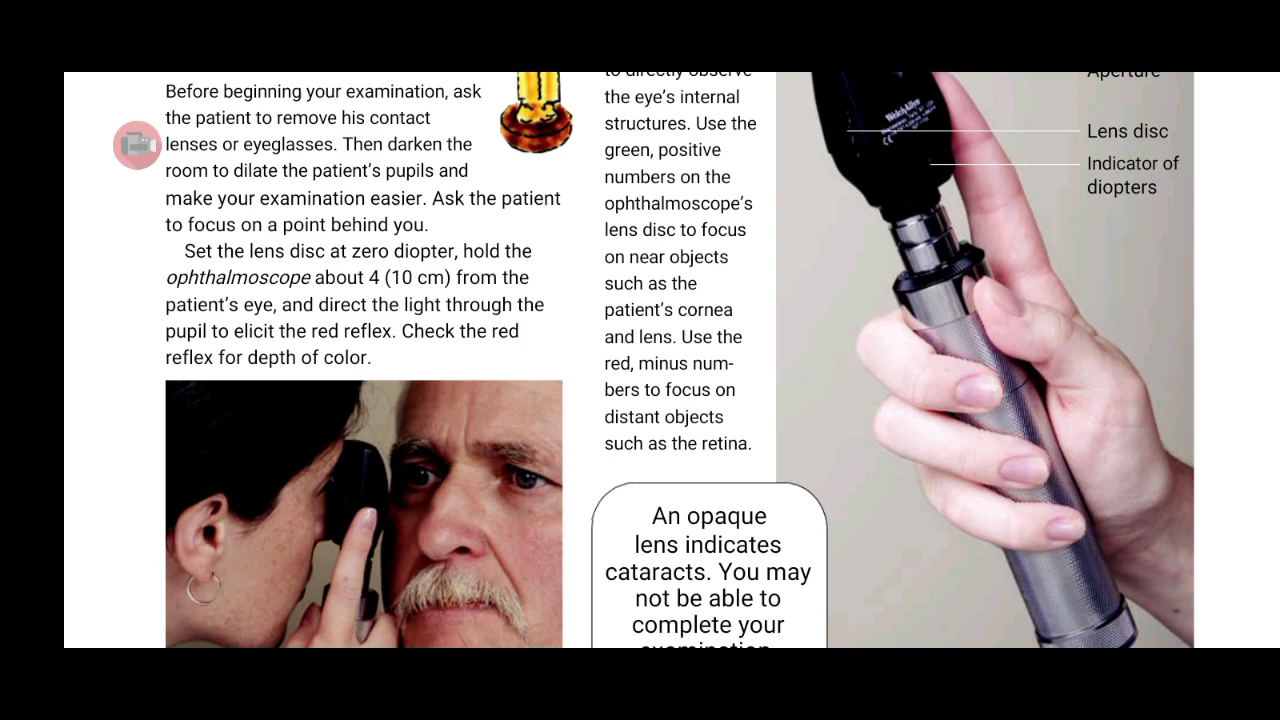 Before beginning your examination, ask
the patient to remove his contact
lenses or eyeglasses. Then darken the
room to dilate the patient's pupils and
make your examination easier. Ask the patient
to focus on a point behind you.
Set the lens disc at zero diopter, hold the
ophthalmoscope about 4 (10 cm) from the
patient's eye, and direct the light through the
pupil to elicit the red reflex. Check the red
reflex for depth of color.
to directly observe
the eye's internal
structures. Use the
green, positive
numbers on the
ophthalmoscope's
lens disc to focus
on near objects
such as the
patient's cornea
and lens. Use the
red, minus num-
bers to focus on
distant objects
such as the retina.
An opaque
lens indicates
cataracts. You may
not be able to
complete your
examination
Aperture
Lens disc
Indicator of
diopters
WelchAllyn